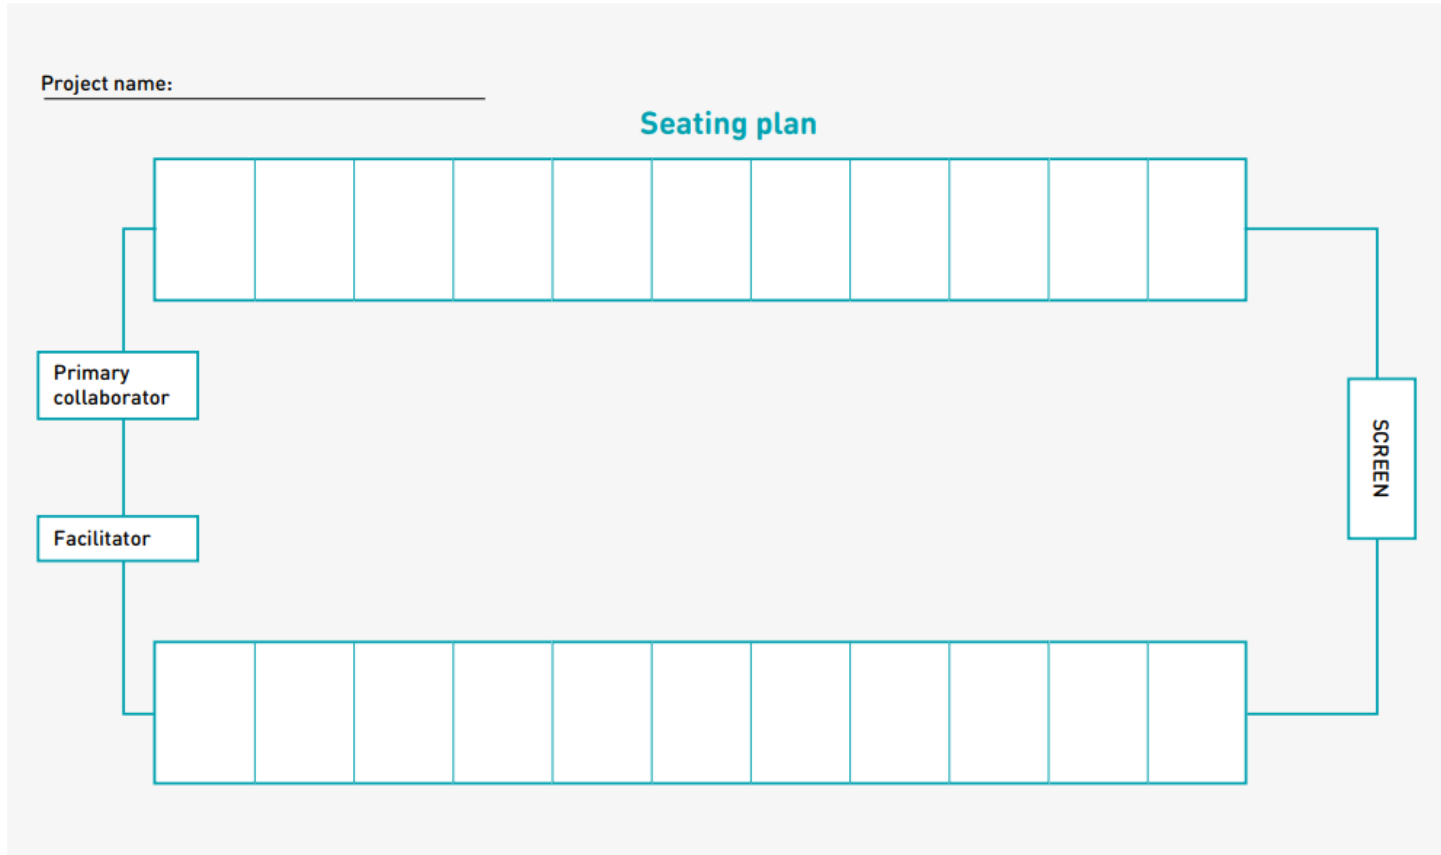 Project name:
Seating plan
Primary
collaborator
Facilitator
SCREEN